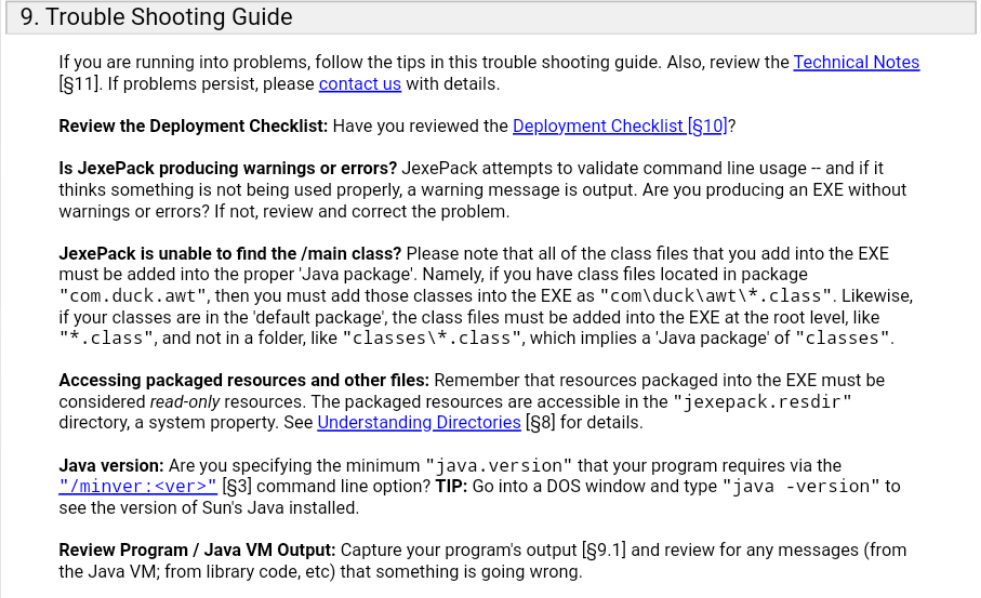 9. Trouble Shooting Guide
If you are running into problems, follow the tips in this trouble shooting guide. Also, review the Technical Notes
[§11]. If problems persist, please contact us with details.
Review the Deployment Checklist: Have you reviewed the Deployment Checklist [§10]?
Is JexePack producing warnings or errors? JexePack attempts to validate command line usage -- and if it
thinks something is not being used properly, a warning message is output. Are you producing an EXE without
warnings or errors? If not, review and correct the problem.
JexePack is unable to find the /main class? Please note that all of the class files that you add into the EXE
must be added into the proper 'Java package'. Namely, if you have class files located in package
"com.duck.awt", then you must add those classes into the EXE as "com\duck\awt\*.class". Likewise,
if your classes are in the 'default package', the class files must be added into the EXE at the root level, like
"*.class", and not in a folder, like "classes\*.class", which implies a 'Java package' of "classes".
Accessing packaged resources and other files: Remember that resources packaged into the EXE must be
considered read-only resources. The packaged resources are accessible in the "jexepack.resdir"
directory, a system property. See Understanding Directories [§8] for details.
Java version: Are you specifying the minimum "java.version" that your program requires via the
"/minver:<ver>" [§3] command line option? TIP: Go into a DOS window and type "java -version" to
see the version of Sun's Java installed.
Review Program / Java VM Output: Capture your program's output [§9.1] and review for any messages (from
the Java VM; from library code, etc) that something is going wrong.